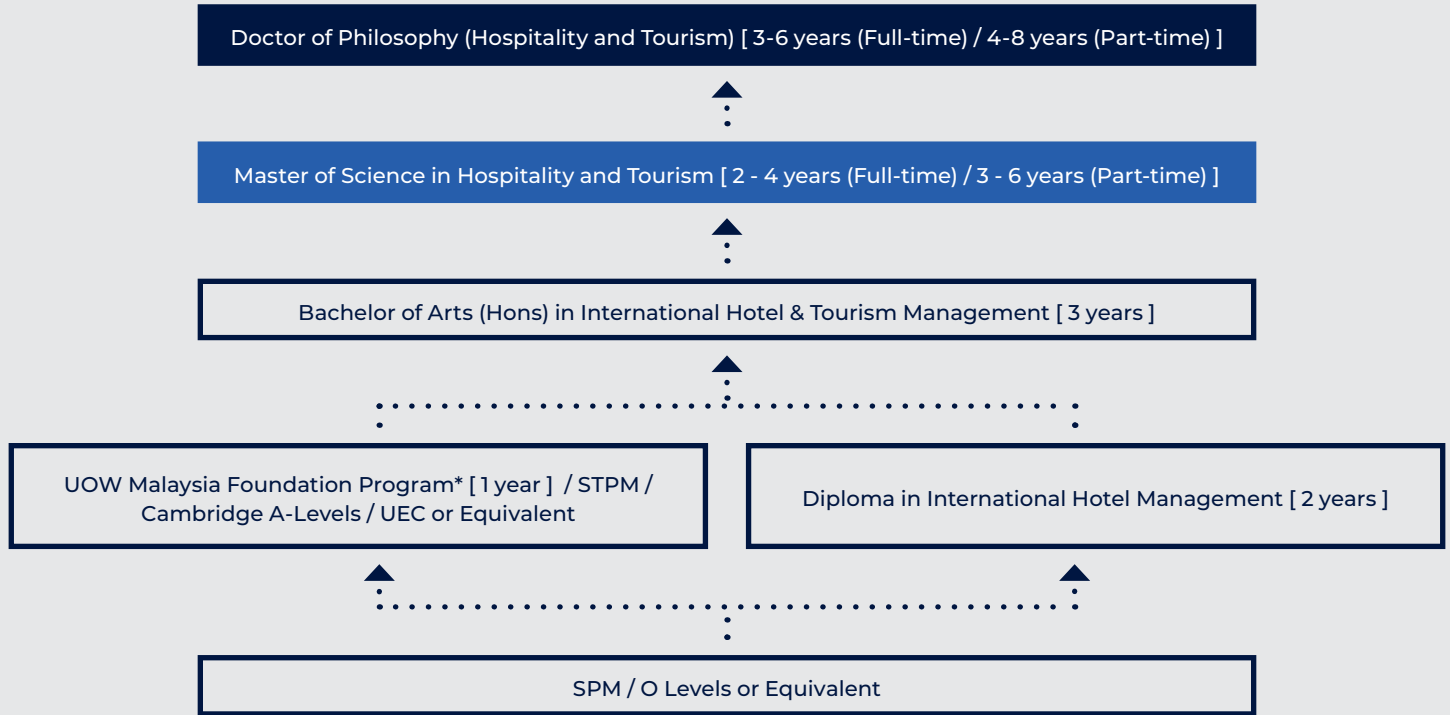 Doctor of Philosophy (Hospitality and Tourism) [ 3-6 years (Full-time) / 4-8 years (Part-time) ]
Master of Science in Hospitality and Tourism [ 2 - 4 years (Full-time) / 3 - 6 years (Part-time) ]
Bachelor of Arts (Hons) in International Hotel & Tourism Management [ 3 years ]
UOW Malaysia Foundation Program* [ 1 year ] / STPM /
Cambridge A-Levels / UEC or Equivalent
Diploma in International Hotel Management [ 2 years ]
SPM / O Levels or Equivalent